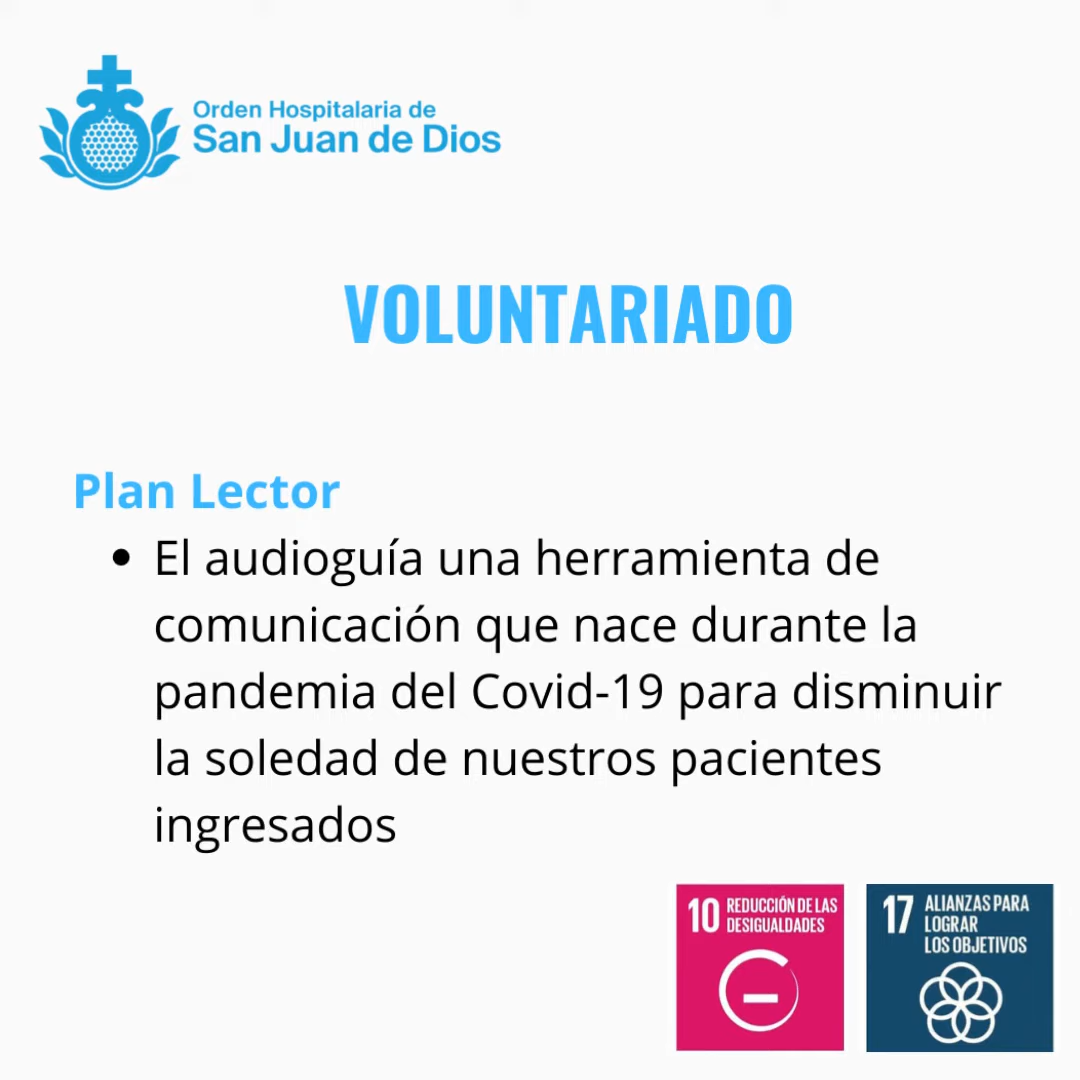 Orden Hospitalaria de
San Juan de Dios
VOLUNTARIADO
Plan Lector
• El audioguía una herramienta de
comunicación que nace durante la
pandemia del Covid-19 para disminuir
la soledad de nuestros pacientes
ingresados
10 REDUCCIÓN DE LAS
DESIGUALDADES
17 ALIANZAS PARA
LOGRAR
LOS OBJETIVOS